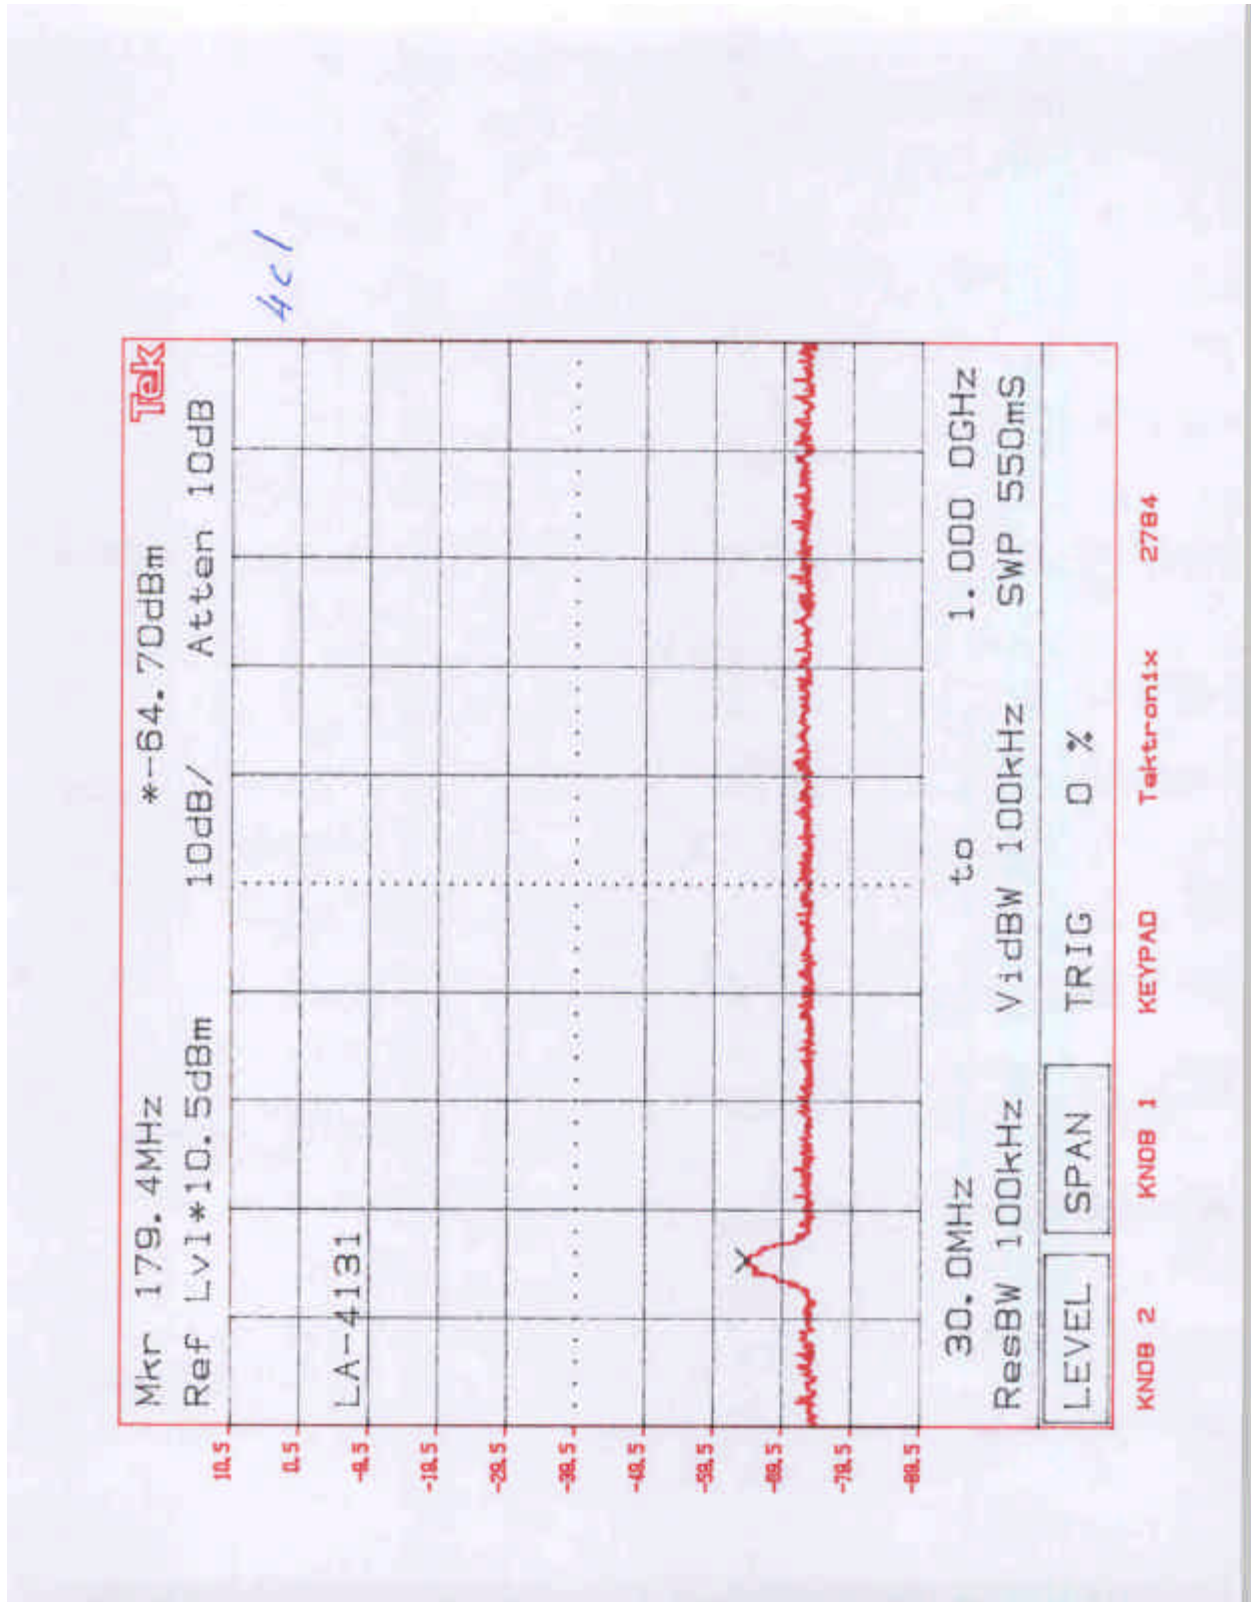 4c1
Mkr 179.4MHz *-64.70dBm Tek
Ref Lvl*10.5dBm 10dB/ Atten 10dB
10.5
0.5
LA-4131
-9.5
-19.5
-29.5
-39.5
-49.5
-59.5
-69.5
-79.5
-89.5
30.0MHz to 1.000 0GHz
ResBW 100kHz VidBW 100kHz SWP 550mS
LEVEL SPAN TRIG 0 %
KNOB 2 KNOB 1 KEYPAD Tektronix 2784